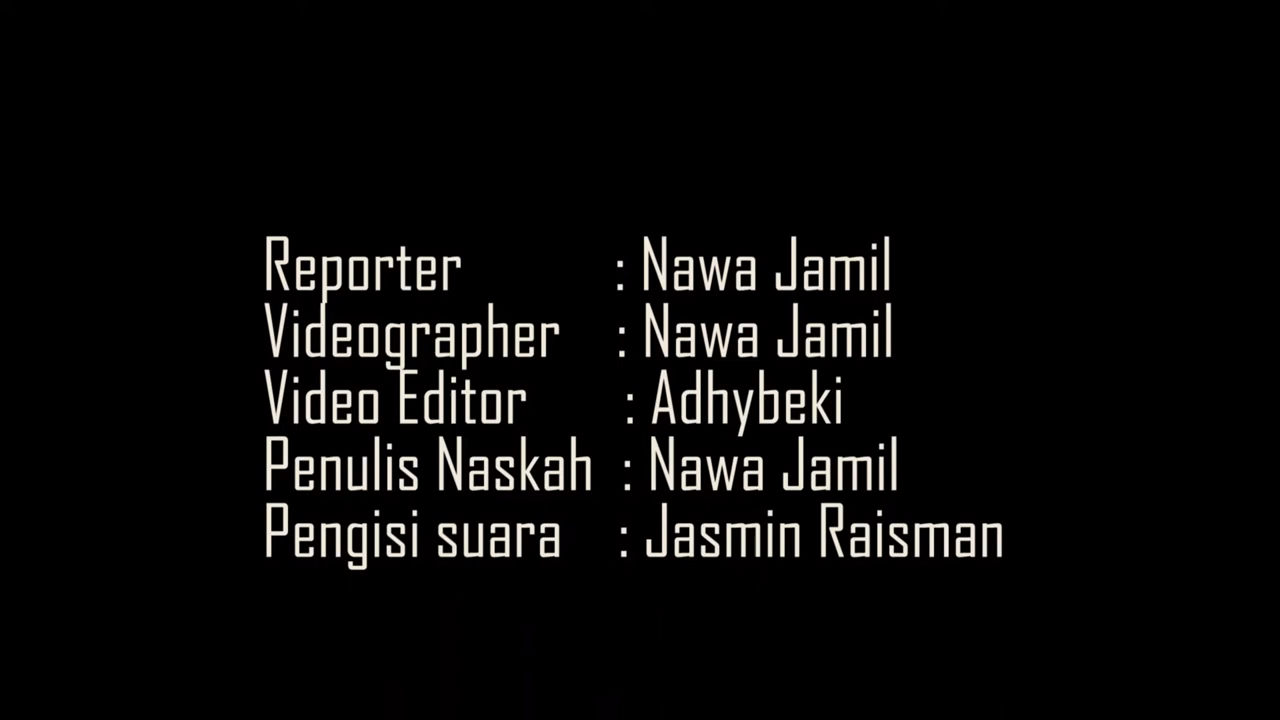 Reporter : Nawa Jamil
Videographer : Nawa Jamil
Video Editor : Adhybeki
Penulis Naskah : Nawa Jamil
Pengisi suara : Jasmin Raisman